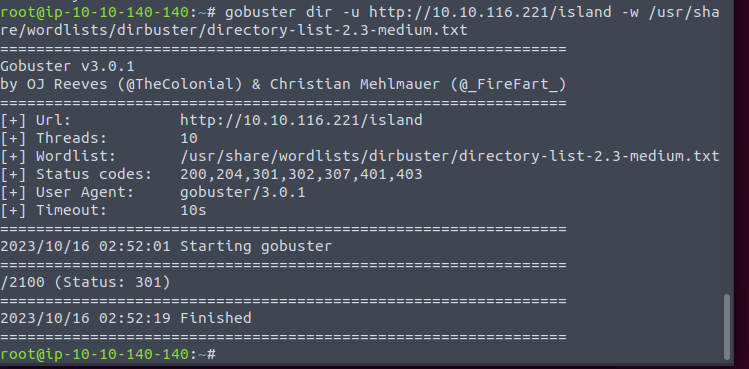 root@ip-10-10-140-140:~# gobuster dir -u http://10.10.116.221/island -w /usr/sha
re/wordlists/dirbuster/directory-list-2.3-medium.txt
===============================================================
Gobuster v3.0.1
by OJ Reeves (@TheColonial) & Christian Mehlmauer (@_FireFart_)
===============================================================
[+] Url:            http://10.10.116.221/island
[+] Threads:        10
[+] Wordlist:       /usr/share/wordlists/dirbuster/directory-list-2.3-medium.txt
[+] Status codes:   200,204,301,302,307,401,403
[+] User Agent:     gobuster/3.0.1
[+] Timeout:        10s
===============================================================
2023/10/16 02:52:01 Starting gobuster
===============================================================
/2100 (Status: 301)
===============================================================
2023/10/16 02:52:19 Finished
===============================================================
root@ip-10-10-140-140:~#